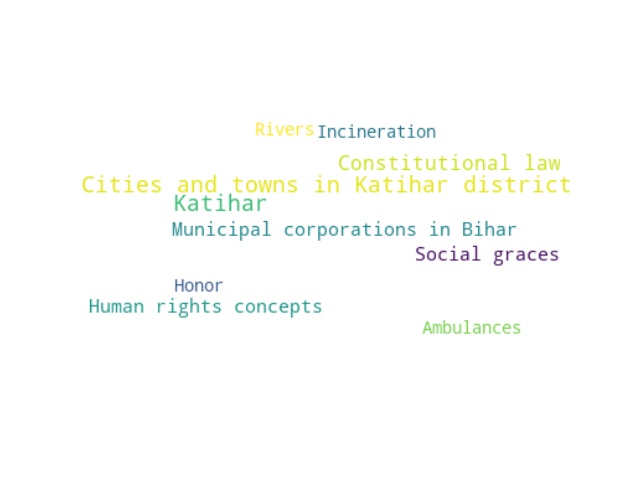 Rivers Incineration
Constitutional law
Cities and towns in Katihar district
Katihar
Municipal corporations in Bihar
Social graces
Honor
Human rights concepts
Ambulances